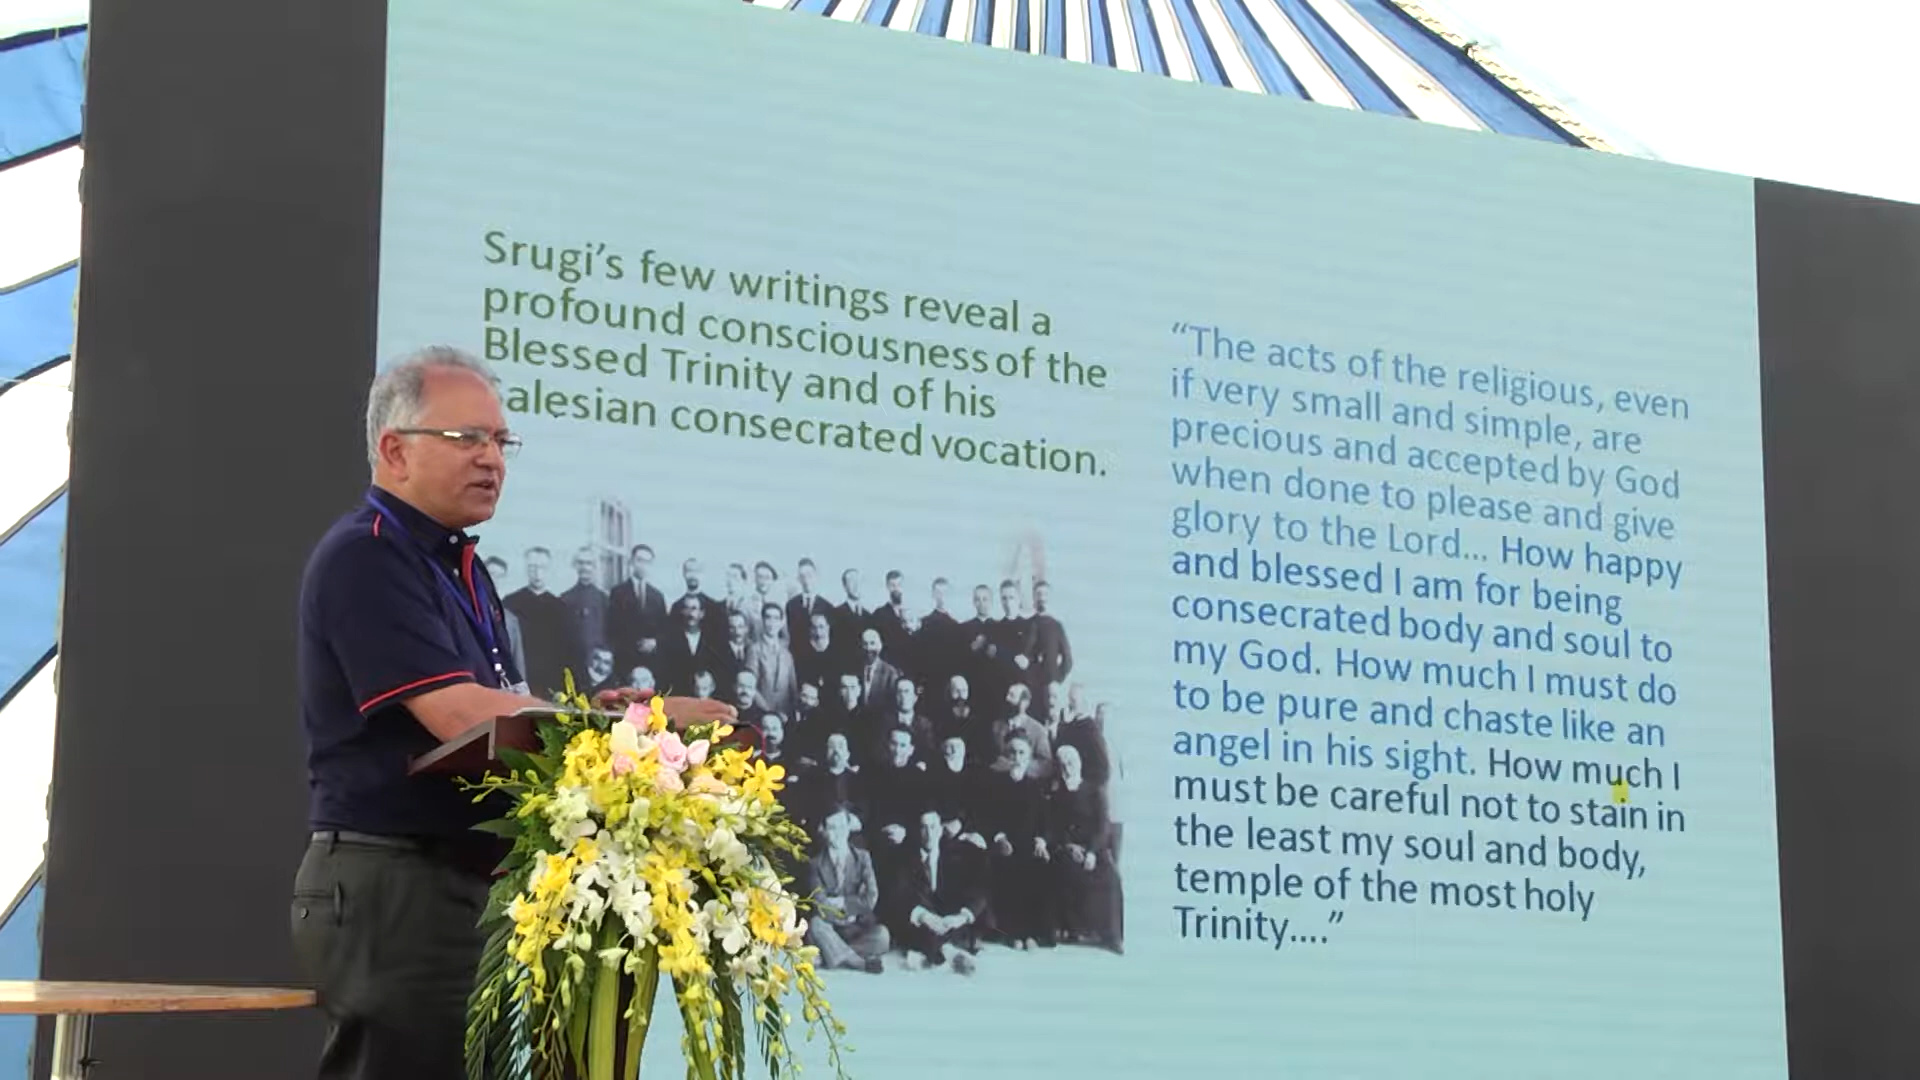 Srugi’s few writings reveal a
profound consciousness of the
Blessed Trinity and of his
Salesian consecrated vocation.
“The acts of the religious, even
if very small and simple, are
precious and accepted by God
when done to please and give
glory to the Lord... How happy
and blessed I am for being
consecrated body and soul to
my God. How much I must do
to be pure and chaste like an
angel in his sight. How much I
must be careful not to stain in
the least my soul and body,
temple of the most holy
Trinity....”